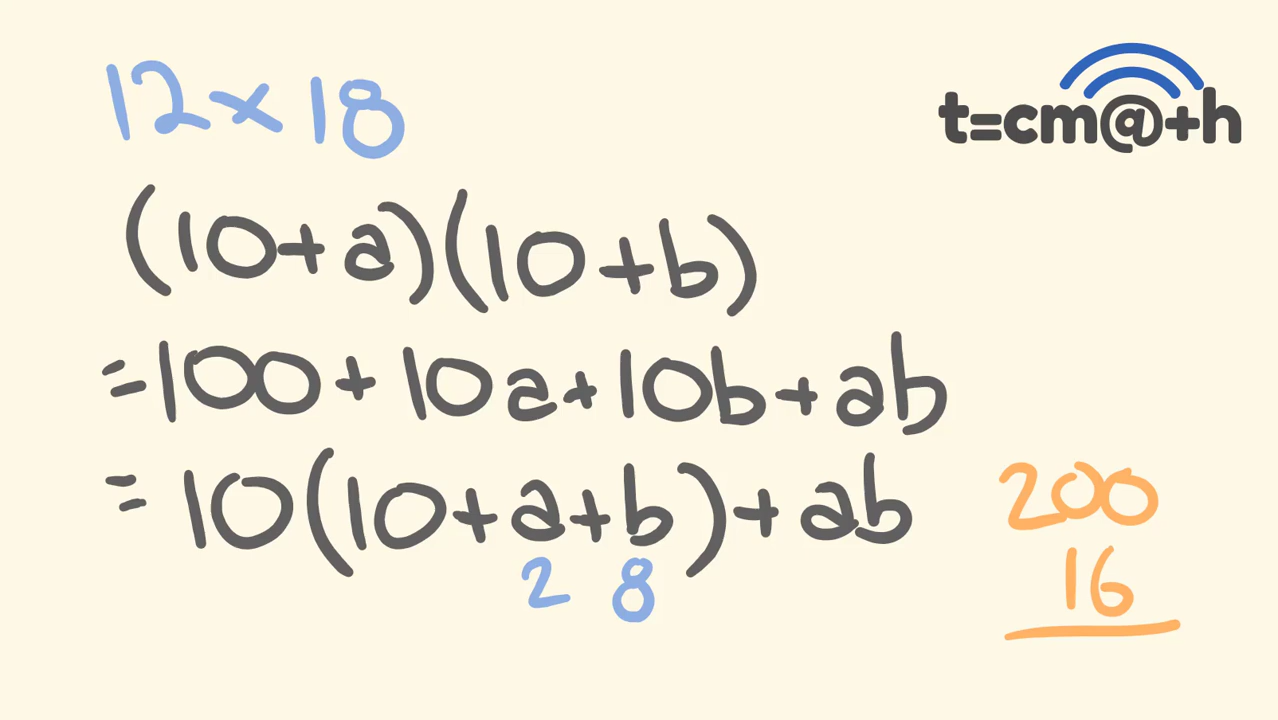 12 × 18
t=cm@+h
(10+a)(10+b)
=100+10a+10b+ab
=10(10+a+b)+ab
2 8
200
16